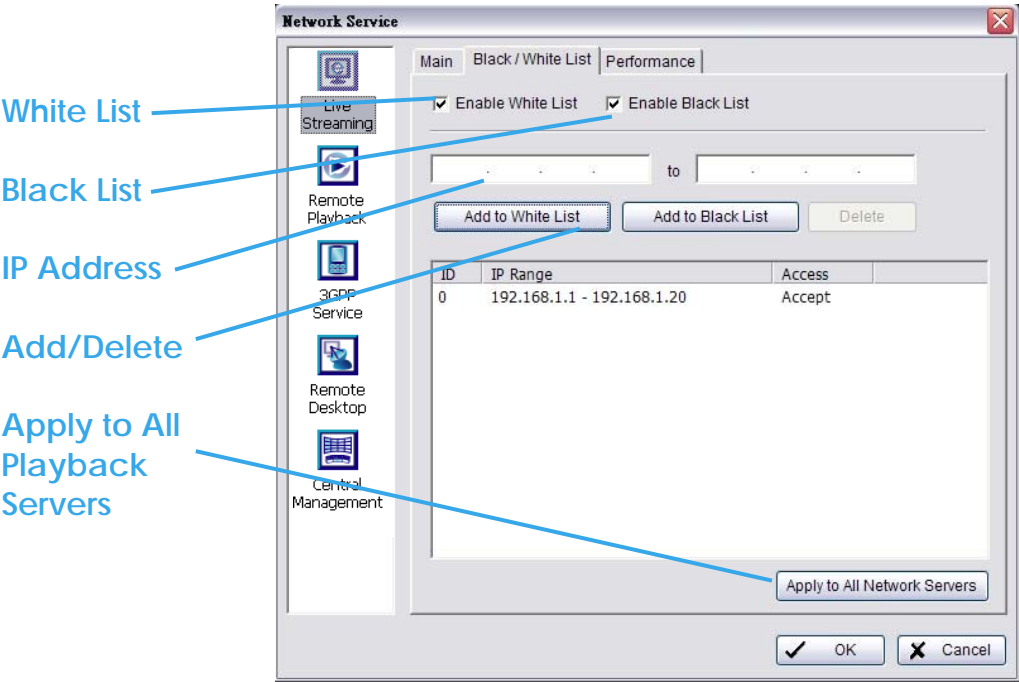 Network Service
White List
Black List
IP Address
Add/Delete
Apply to All
Playback
Servers
Live
Streaming
Remote
Playback
3GPP
Service
Remote
Desktop
Central
Management
Main Black / White List Performance
Enable White List Enable Black List
. . . to . . .
Add to White List Add to Black List Delete
ID IP Range Access
0 192.168.1.1 - 192.168.1.20 Accept
Apply to All Network Servers
OK Cancel